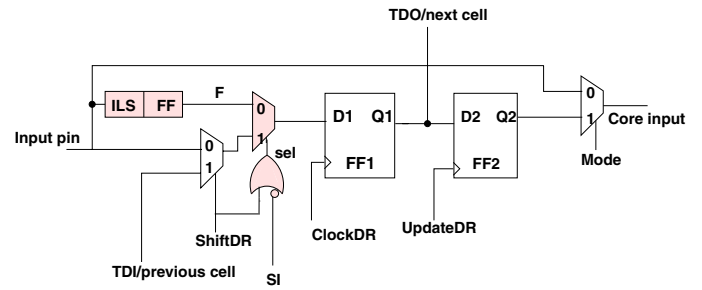 TDO/next cell
ILS FF
F
0
1
sel
Input pin
0
1
D1 Q1
FF1
D2 Q2
FF2
0
1
Core input
Mode
ShiftDR
ClockDR
UpdateDR
TDI/previous cell
SI